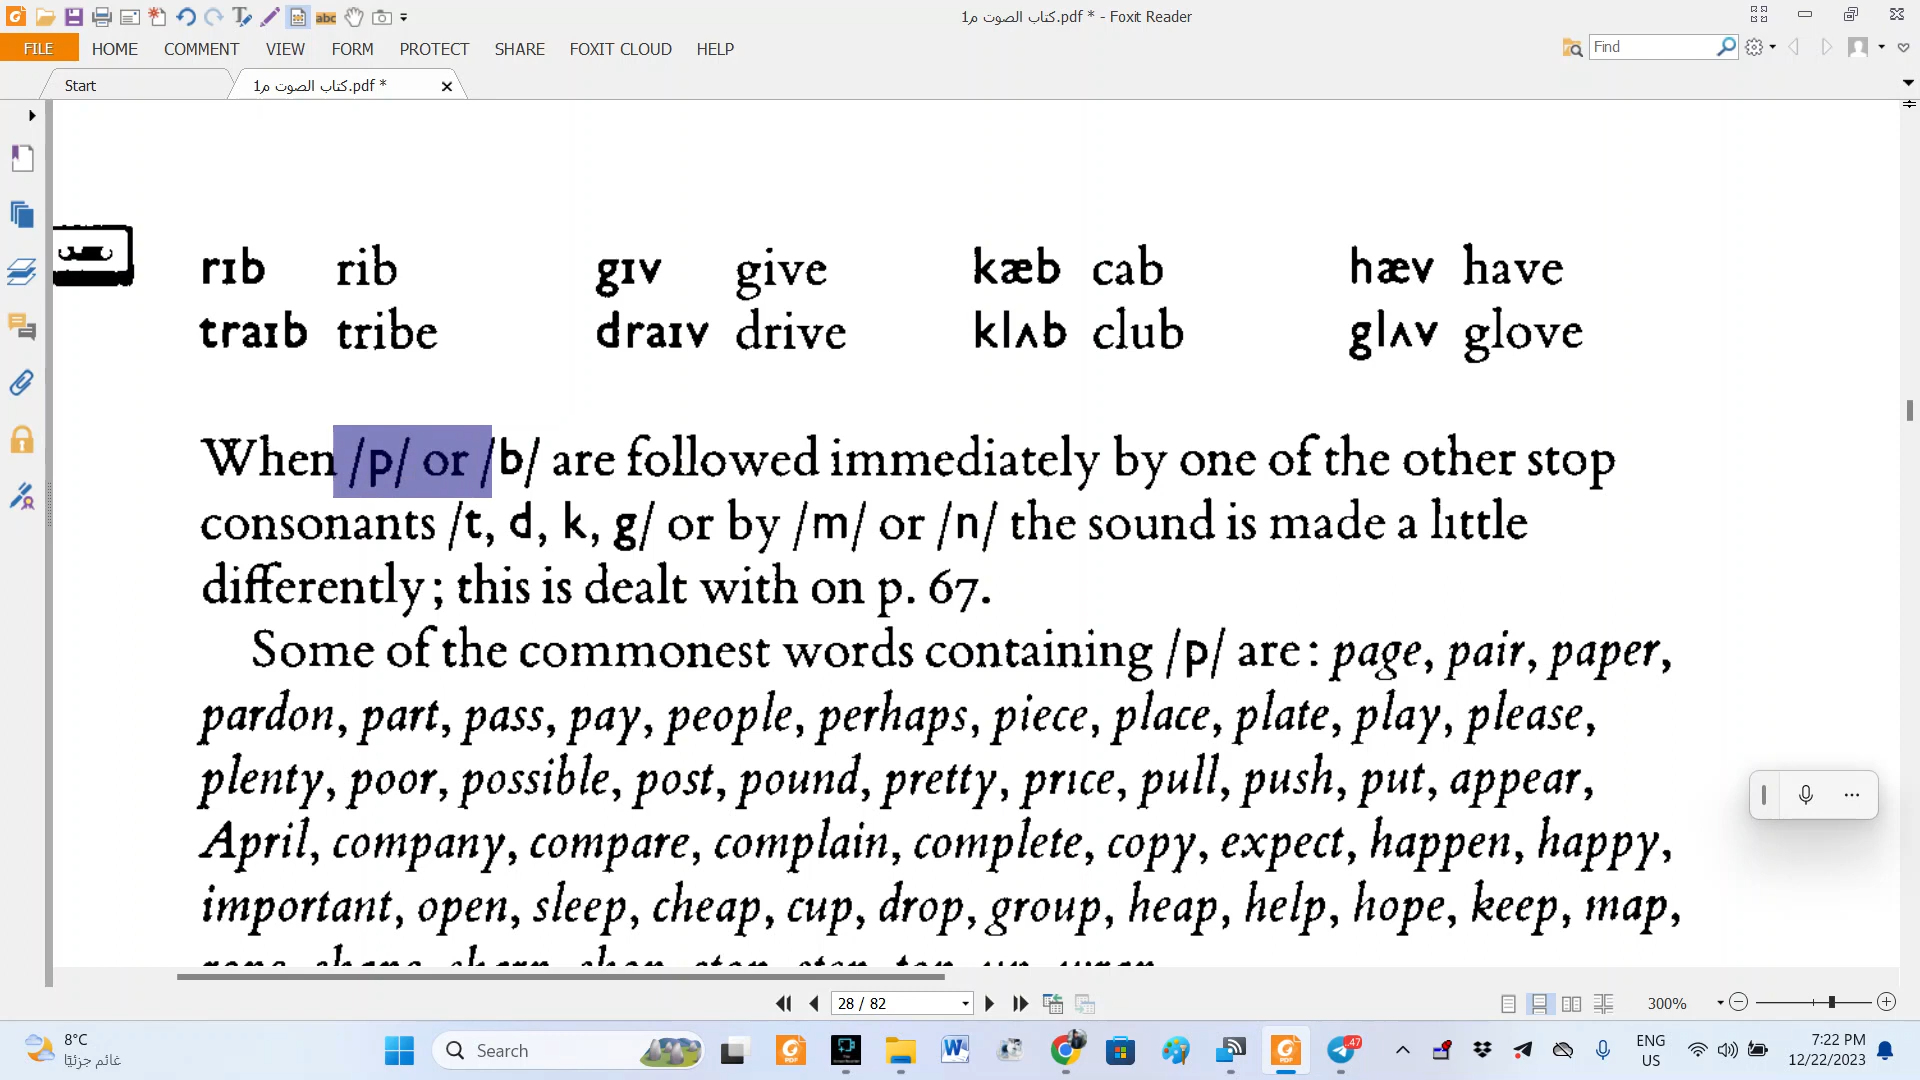 كتاب الصوت م1.pdf * - Foxit Reader
FILE HOME COMMENT VIEW FORM PROTECT SHARE FOXIT CLOUD HELP
Find
Start
كتاب الصوت م1.pdf *
rɪb rib gɪv give kæb cab hæv have
traɪb tribe draɪv drive klʌb club glʌv glove
When /p/ or /b/ are followed immediately by one of the other stop
consonants /t, d, k, g/ or by /m/ or /n/ the sound is made a little
differently; this is dealt with on p. 67.
Some of the commonest words containing /p/ are: page, pair, paper,
pardon, part, pass, pay, people, perhaps, piece, place, plate, play, please,
plenty, poor, possible, post, pound, pretty, price, pull, push, put, appear,
April, company, compare, complain, complete, copy, expect, happen, happy,
important, open, sleep, cheap, cup, drop, group, heap, help, hope, keep, map,
28 / 82
300%
8°C
غائم جزئيًا
Search
47
ENG
US
7:22 PM
12/22/2023